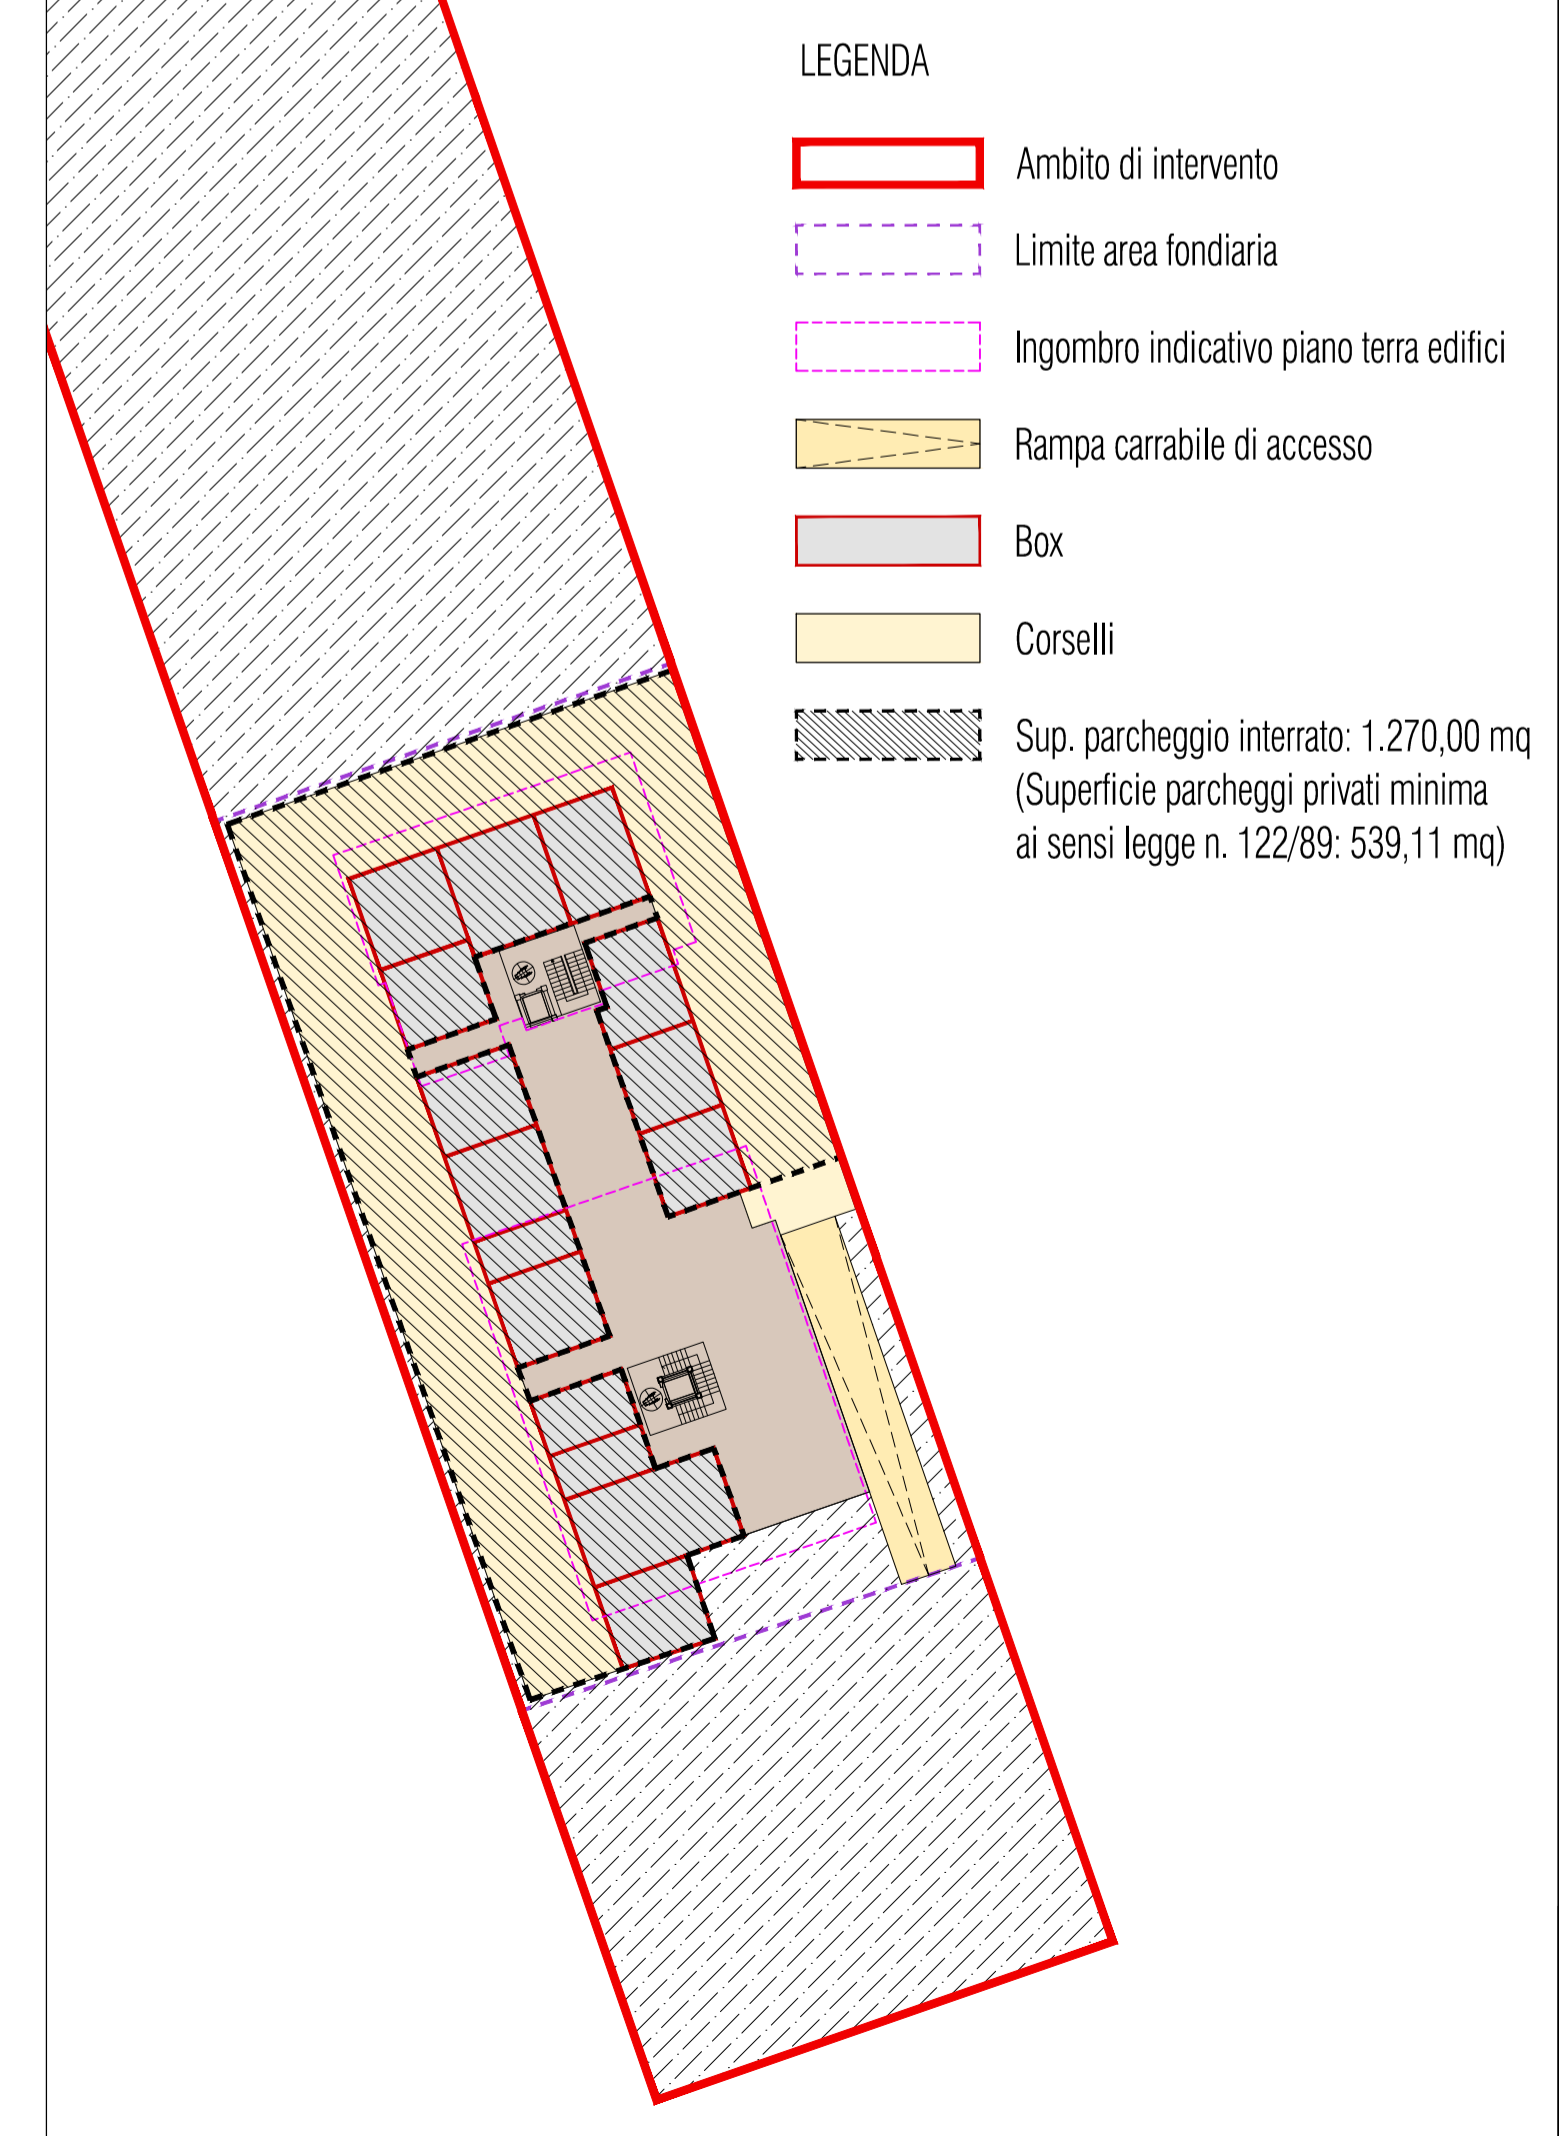 LEGENDA
Ambito di intervento
Limite area fondiaria
Ingombro indicativo piano terra edifici
Rampa carrabile di accesso
Box
Corselli
Sup. parcheggio interrato: 1.270,00 mq
(Superficie parcheggi privati minima
ai sensi legge n. 122/89: 539,11 mq)